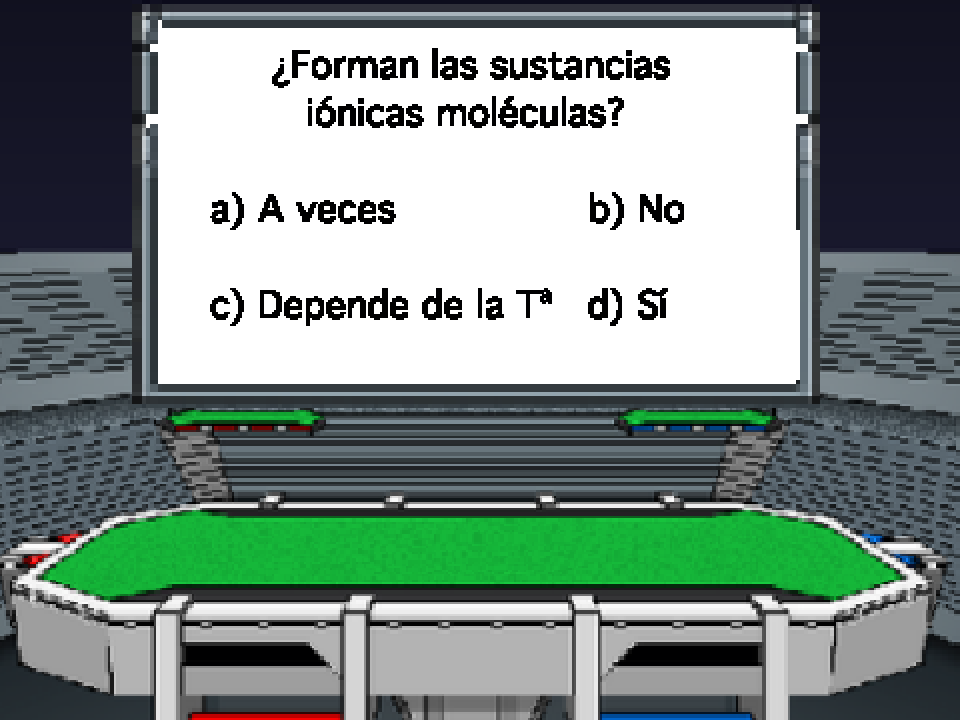 ¿Forman las sustancias
iónicas moléculas?
a) A veces b) No
c) Depende de la Tª d) Sí